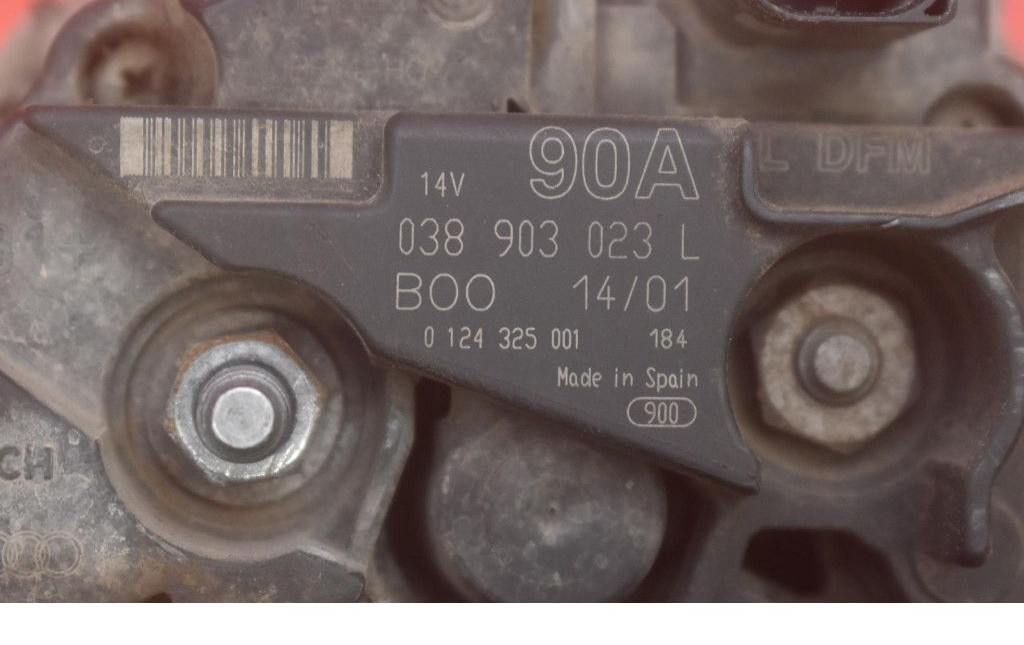 90A
L DFM
14V
038 903 023 L
BOO 14/01
0 124 325 001 184
Made in Spain
900
CH